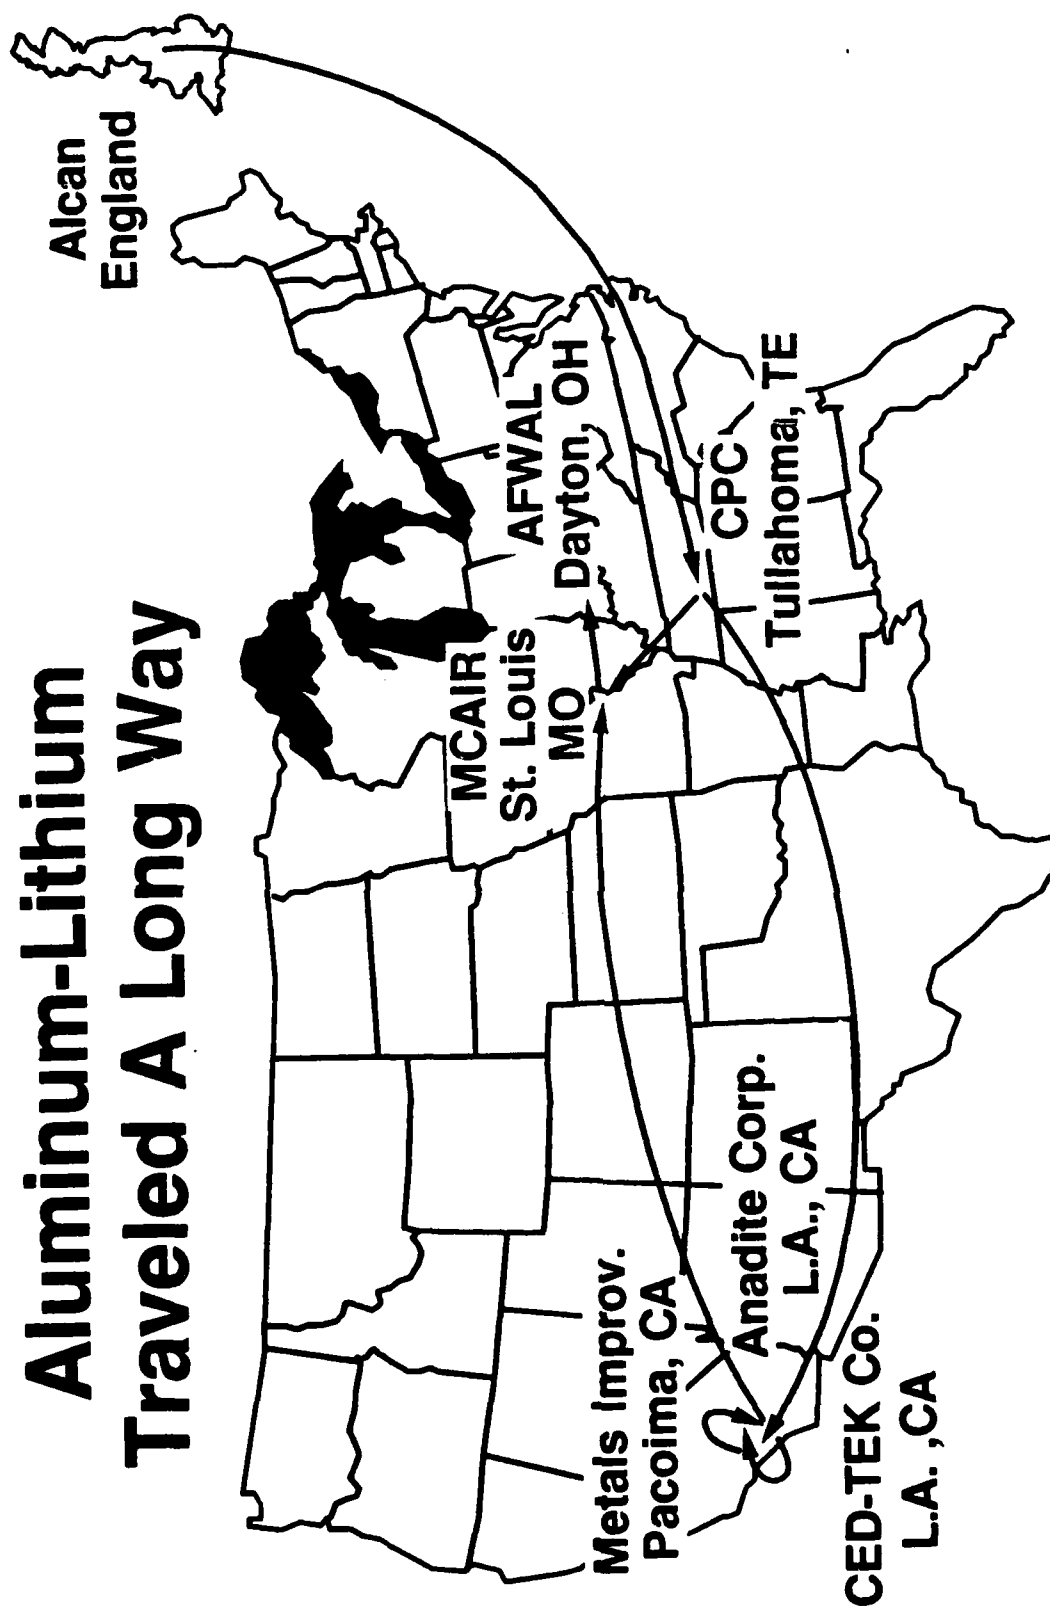 Aluminum-Lithium
Traveled A Long Way
Alcan
England
MCAIR
St. Louis
MO
AFWAL
Dayton, OH
CPC
Tullahoma, TE
Metals Improv.
Pacoima, CA
Anadite Corp.
L.A., CA
CED-TEK Co.
L.A. ,CA